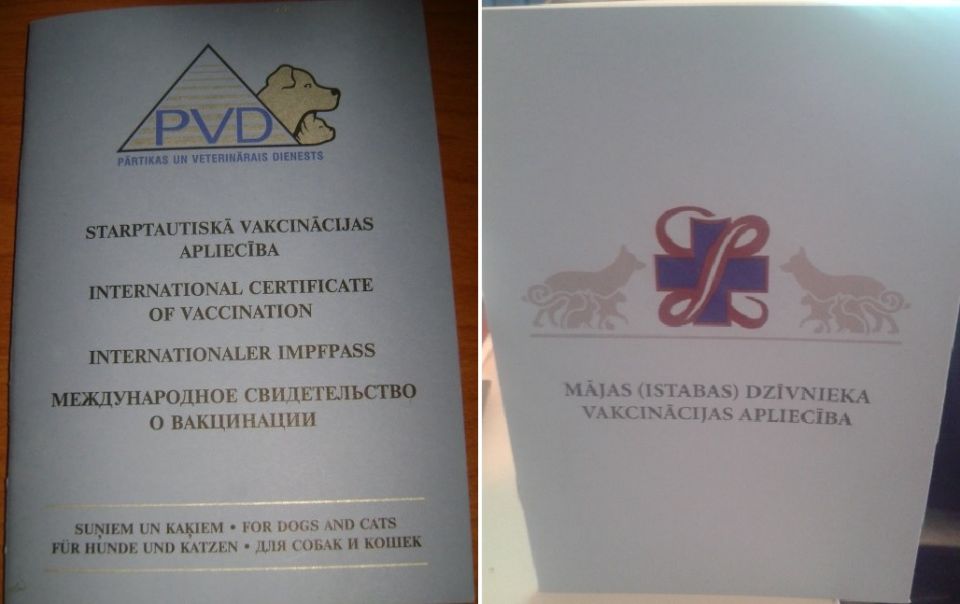 PVD
PĀRTIKAS UN VETERINĀRAIS DIENESTS
STARPTAUTISKĀ VAKCINĀCIJAS
APLIECĪBA
INTERNATIONAL CERTIFICATE
OF VACCINATION
INTERNATIONALER IMPFPASS
МЕЖДУНАРОДНОЕ СВИДЕТЕЛЬСТВО
О ВАКЦИНАЦИИ
SUŅIEM UN KAĶIEM • FOR DOGS AND CATS
FÜR HUNDE UND KATZEN • ДЛЯ СОБАК И КОШЕК
MĀJAS (ISTABAS) DZĪVNIEKA
VAKCINĀCIJAS APLIECĪBA